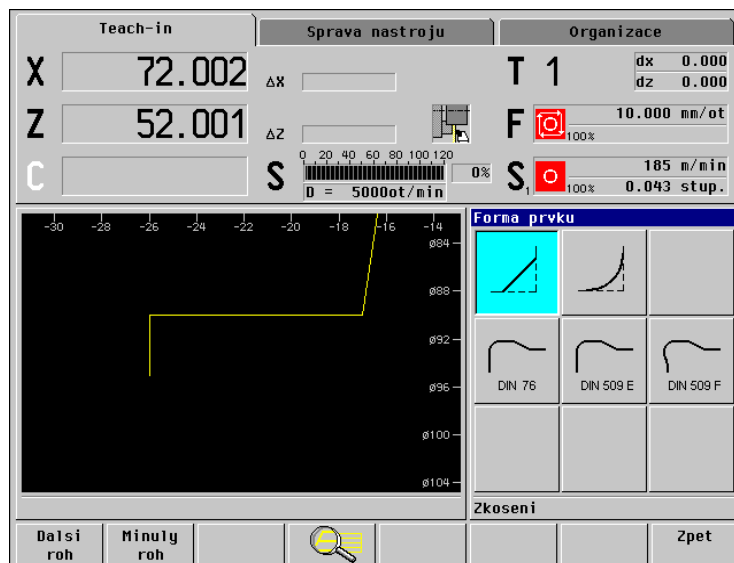 Teach-in
Sprava nastroju
Organizace
X 72.002
ΔX
T 1
dx 0.000
dz 0.000
Z 52.001
ΔZ
F 100% 10.000 mm/ot
C
S 0 20 40 60 80 100 120
0%
D = 5000ot/min
S1 100% 185 m/min
0.043 stup.
-30 -28 -26 -24 -22 -20 -18 -16 -14
ø84
ø88
ø92
ø96
ø100
ø104
Forma prvku
DIN 76
DIN 509 E
DIN 509 F
Zkoseni
Dalsi
roh
Minuly
roh
Zpet